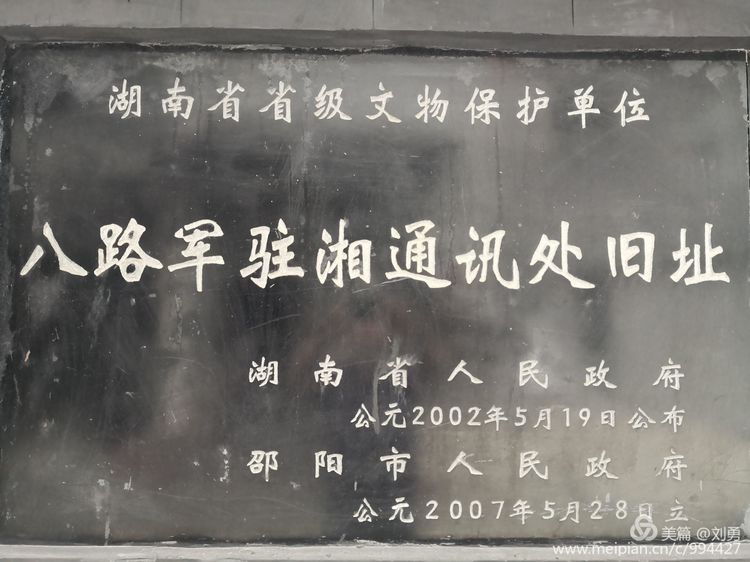 湖南省省级文物保护单位
八路军驻湘通讯处旧址
湖南省人民政府
公元2002年5月19日公布
邵阳市人民政府
公元2007年5月28日立
美篇 @刘勇
www.meipian.cn/c/994427